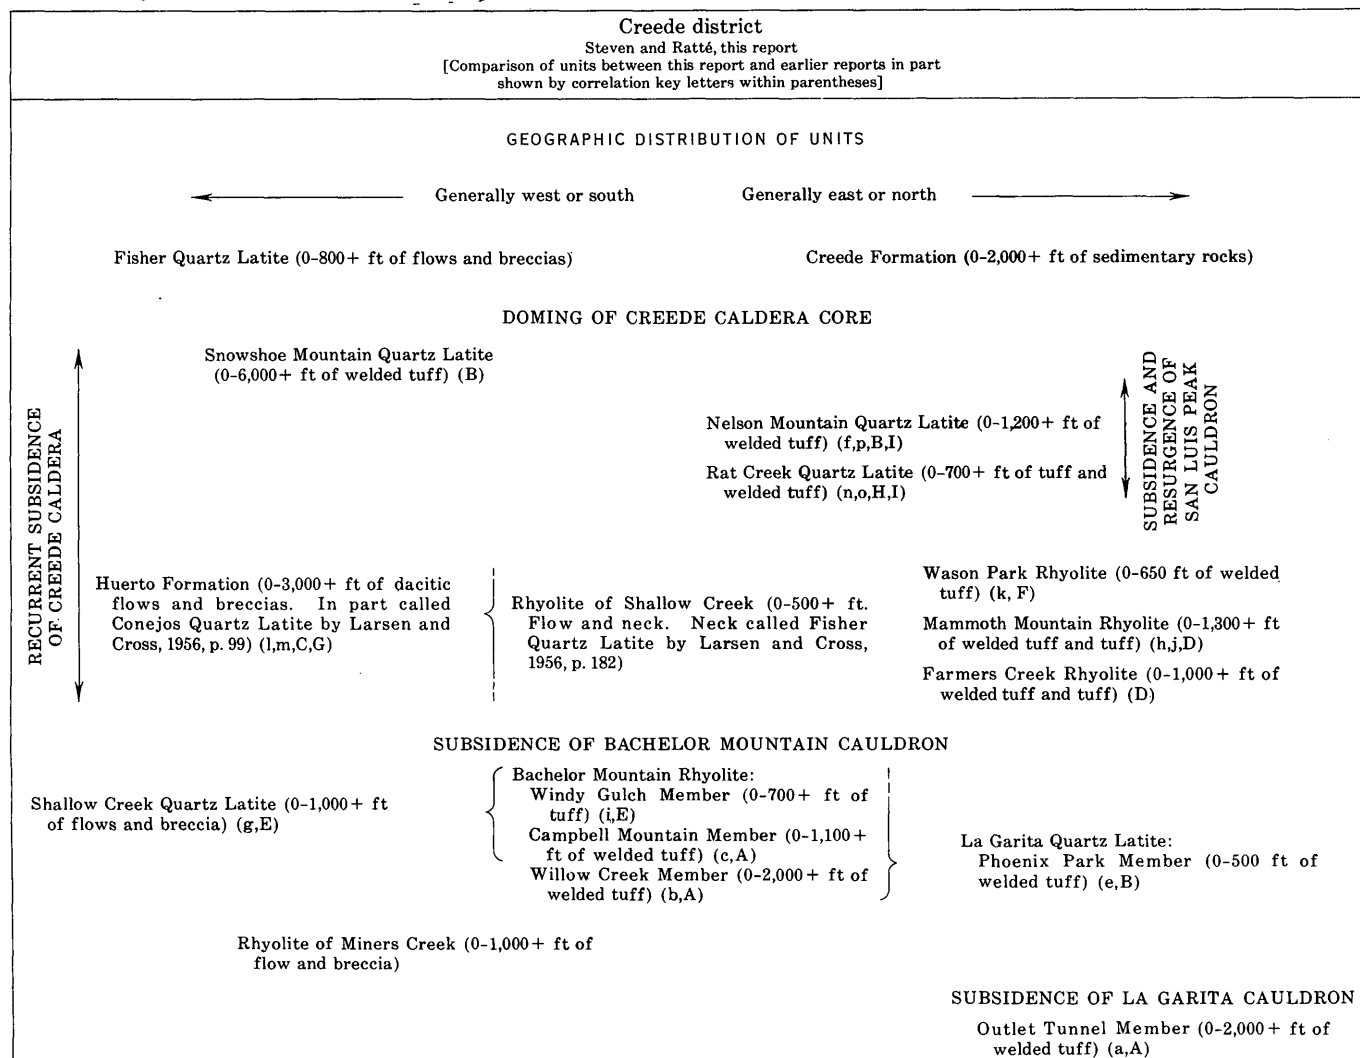 Creede district
Steven and Ratté, this report
[Comparison of units between this report and earlier reports in part
shown by correlation key letters within parentheses]
GEOGRAPHIC DISTRIBUTION OF UNITS
Generally west or south
Generally east or north
Fisher Quartz Latite (0-800+ ft of flows and breccias)
Creede Formation (0-2,000+ ft of sedimentary rocks)
DOMING OF CREEDE CALDERA CORE
RECURRENT SUBSIDENCE
OF CREEDE CALDERA
Snowshoe Mountain Quartz Latite
(0-6,000+ ft of welded tuff) (B)
Nelson Mountain Quartz Latite (0-1,200+ ft of
welded tuff) (f,p,B,I)
Rat Creek Quartz Latite (0-700+ ft of tuff and
welded tuff) (n,o,H,I)
SUBSIDENCE AND
RESURGENCE OF
SAN LUIS PEAK
CAULDRON
Huerto Formation (0-3,000+ ft of dacitic
flows and breccias. In part called
Conejos Quartz Latite by Larsen and
Cross, 1956, p. 99) (l,m,C,G)
Rhyolite of Shallow Creek (0-500+ ft.
Flow and neck. Neck called Fisher
Quartz Latite by Larsen and Cross,
1956, p. 182)
Wason Park Rhyolite (0-650 ft of welded
tuff) (k, F)
Mammoth Mountain Rhyolite (0-1,300+ ft
of welded tuff and tuff) (h,j,D)
Farmers Creek Rhyolite (0-1,000+ ft of
welded tuff and tuff) (D)
SUBSIDENCE OF BACHELOR MOUNTAIN CAULDRON
Shallow Creek Quartz Latite (0-1,000+ ft
of flows and breccia) (g,E)
Bachelor Mountain Rhyolite:
Windy Gulch Member (0-700+ ft of
tuff) (i,E)
Campbell Mountain Member (0-1,100+
ft of welded tuff) (c,A)
Willow Creek Member (0-2,000+ ft of
welded tuff) (b,A)
La Garita Quartz Latite:
Phoenix Park Member (0-500 ft of
welded tuff) (e,B)
Rhyolite of Miners Creek (0-1,000+ ft of
flow and breccia)
SUBSIDENCE OF LA GARITA CAULDRON
Outlet Tunnel Member (0-2,000+ ft of
welded tuff) (a,A)